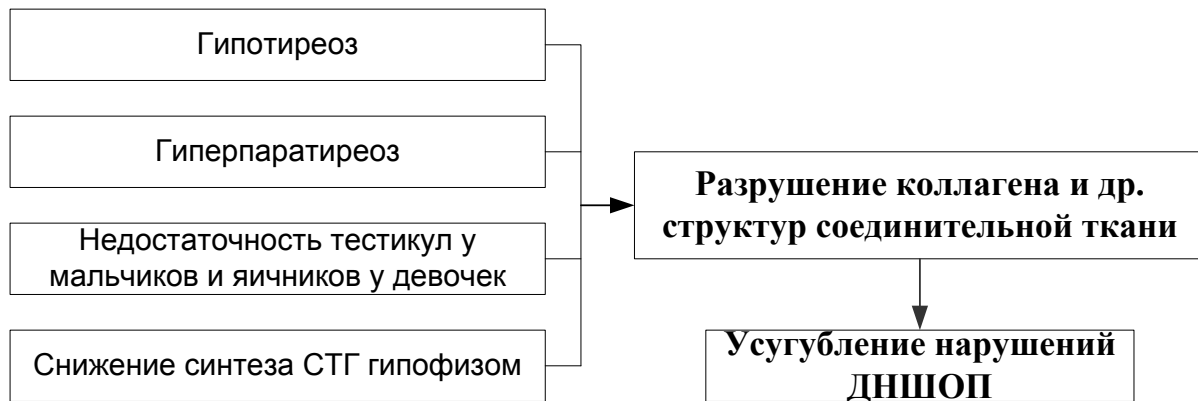 Гипотиреоз
Гиперпаратиреоз
Недостаточность тестикул у
мальчиков и яичников у девочек
Снижение синтеза СТГ гипофизом
Разрушение коллагена и др.
структур соединительной ткани
Усугубление нарушений
ДНШОП